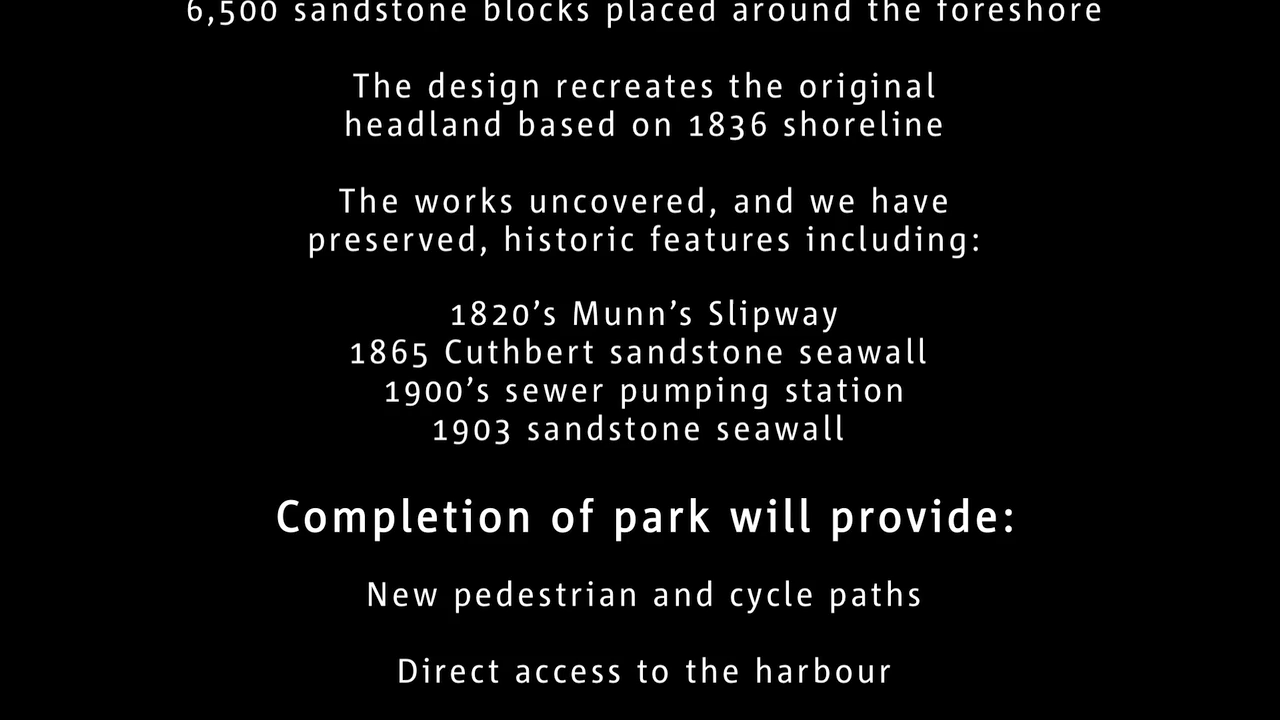 6,500 sandstone blocks placed around the foreshore
The design recreates the original
headland based on 1836 shoreline
The works uncovered, and we have
preserved, historic features including:
1820’s Munn’s Slipway
1865 Cuthbert sandstone seawall
1900’s sewer pumping station
1903 sandstone seawall
Completion of park will provide:
New pedestrian and cycle paths
Direct access to the harbour